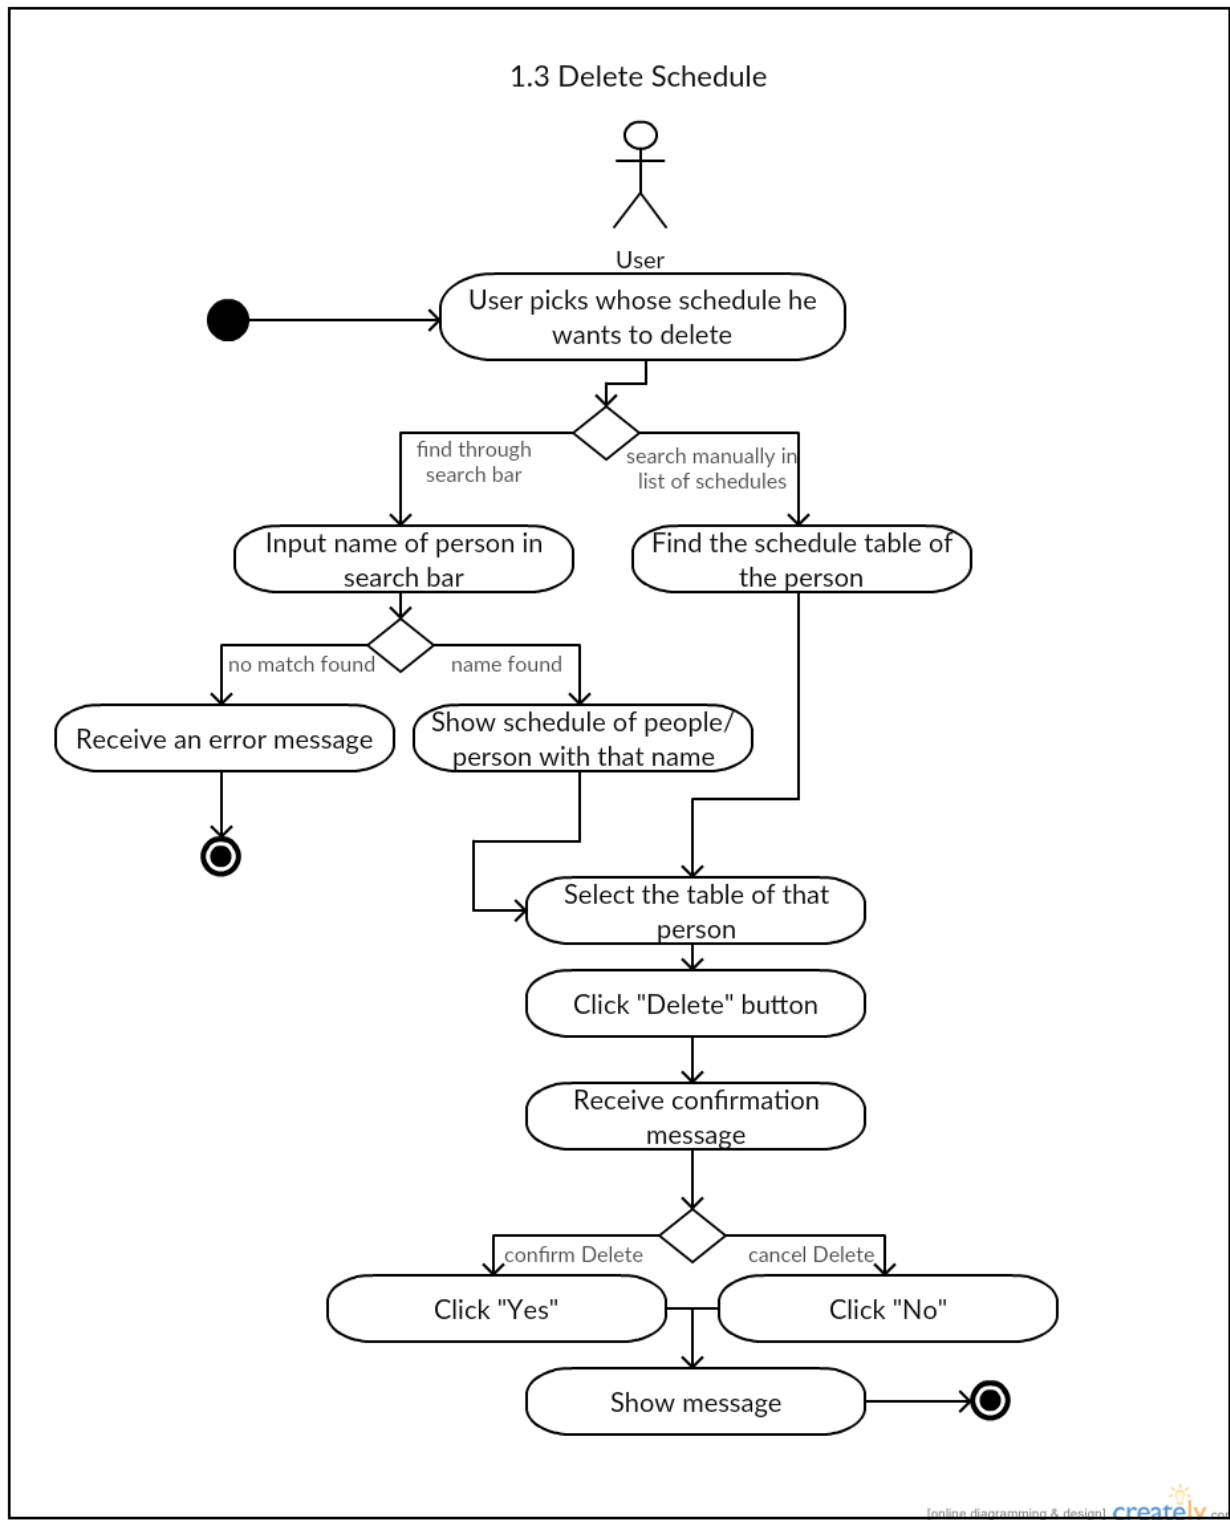 1.3 Delete Schedule
User
User picks whose schedule he
wants to delete
find through
search bar
search manually in
list of schedules
Input name of person in
search bar
Find the schedule table of
the person
no match found
name found
Receive an error message
Show schedule of people/
person with that name
Select the table of that
person
Click "Delete" button
Receive confirmation
message
confirm Delete
cancel Delete
Click "Yes"
Click "No"
Show message
[online diagramming & design] creately